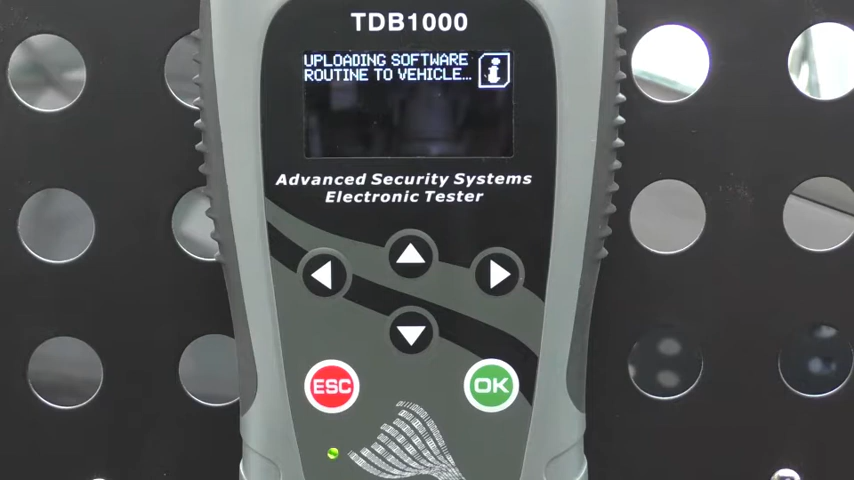 TDB1000
UPLOADING SOFTWARE
ROUTINE TO VEHICLE...
i
Advanced Security Systems
Electronic Tester
ESC
OK